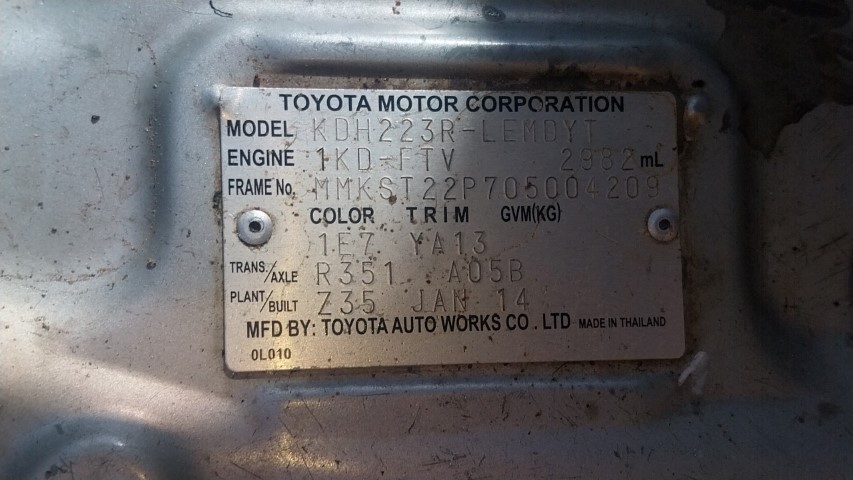 TOYOTA MOTOR CORPORATION
MODEL KDH223R-LEMDYT
ENGINE 1KD-FTV 2982 mL
FRAME No. MMKST22P705004209
COLOR TRIM GVM(KG)
1E7 YA13
TRANS/AXLE R351 A05B
PLANT/BUILT Z35 JAN 14
MFD BY: TOYOTA AUTO WORKS CO. LTD MADE IN THAILAND
0L010